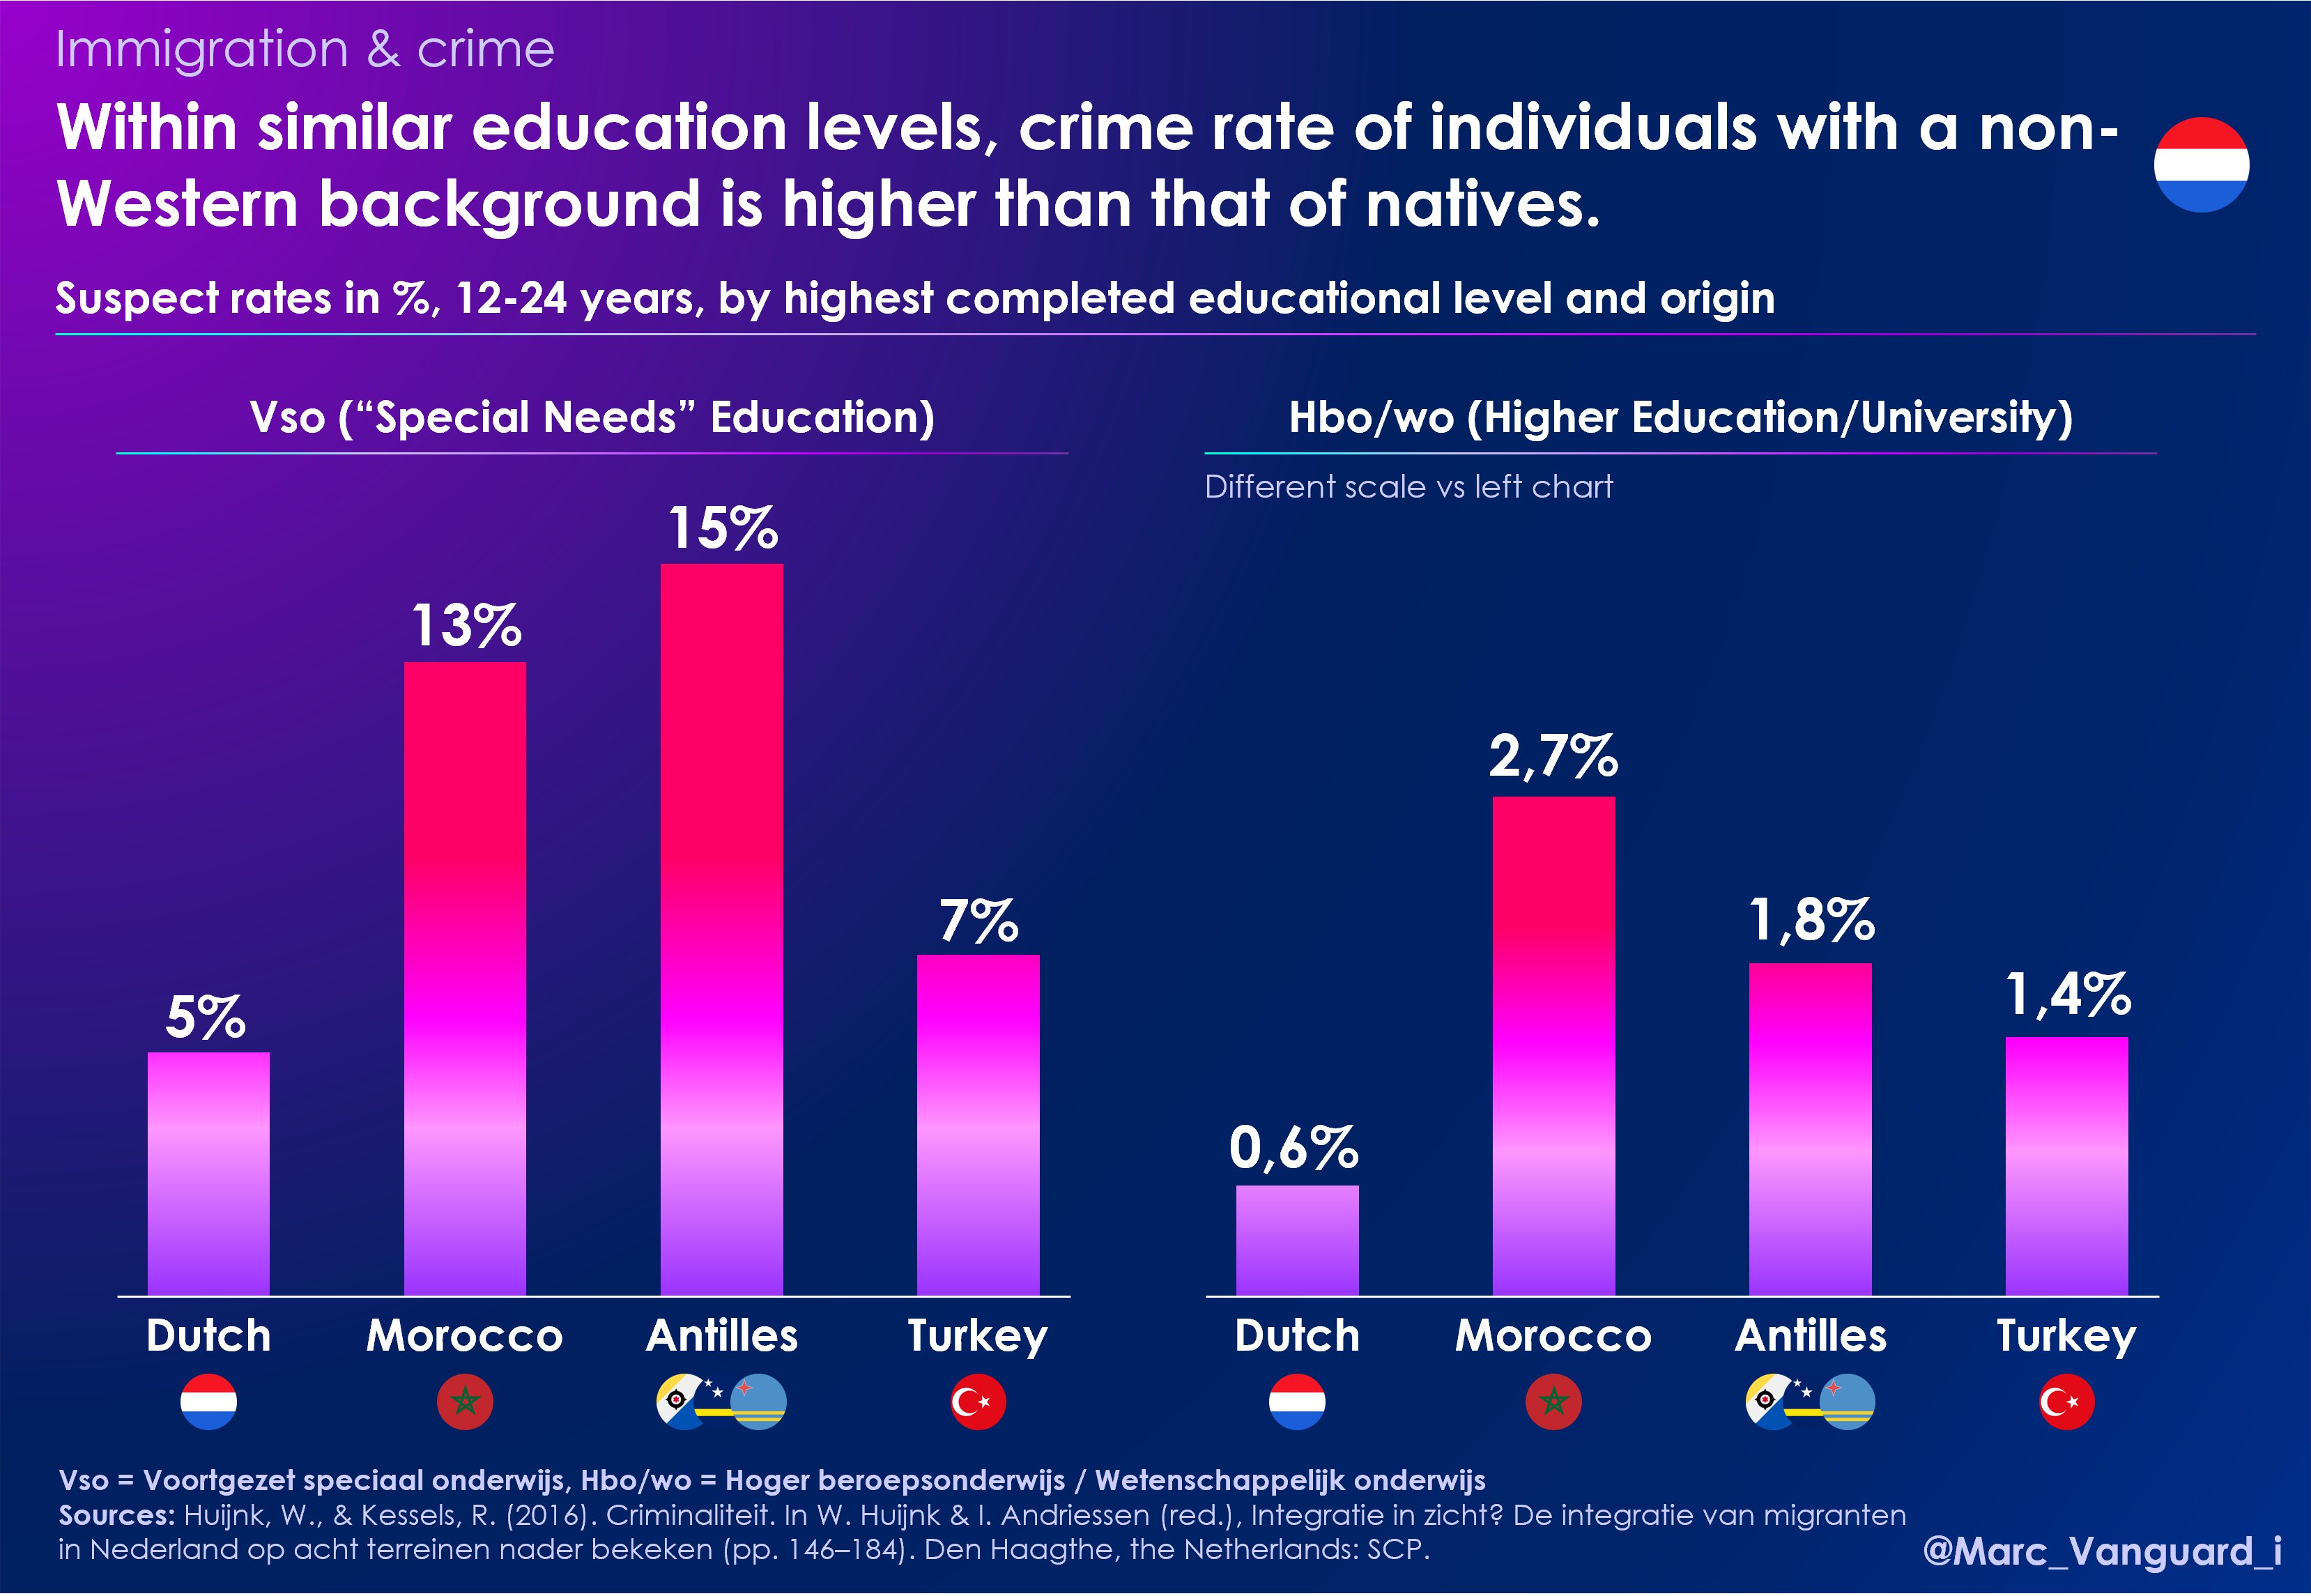 Immigration & crime
Within similar education levels, crime rate of individuals with a non-
Western background is higher than that of natives.
Suspect rates in %, 12-24 years, by highest completed educational level and origin
Vso (“Special Needs” Education)
15%
13%
7%
5%
Dutch
Morocco
Antilles
Turkey
Hbo/wo (Higher Education/University)
Different scale vs left chart
2,7%
1,8%
1,4%
0,6%
Dutch
Morocco
Antilles
Turkey
Vso = Voortgezet speciaal onderwijs, Hbo/wo = Hoger beroepsonderwijs / Wetenschappelijk onderwijs
Sources: Huijnk, W., & Kessels, R. (2016). Criminaliteit. In W. Huijnk & I. Andriessen (red.), Integratie in zicht? De integratie van migranten
in Nederland op acht terreinen nader bekeken (pp. 146–184). Den Haagthe, the Netherlands: SCP.
@Marc_Vanguard_i